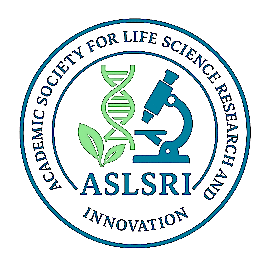 ACADEMIC SOCIETY FOR LIFE SCIENCE RESEARCH AND
ASLSRI
INNOVATION